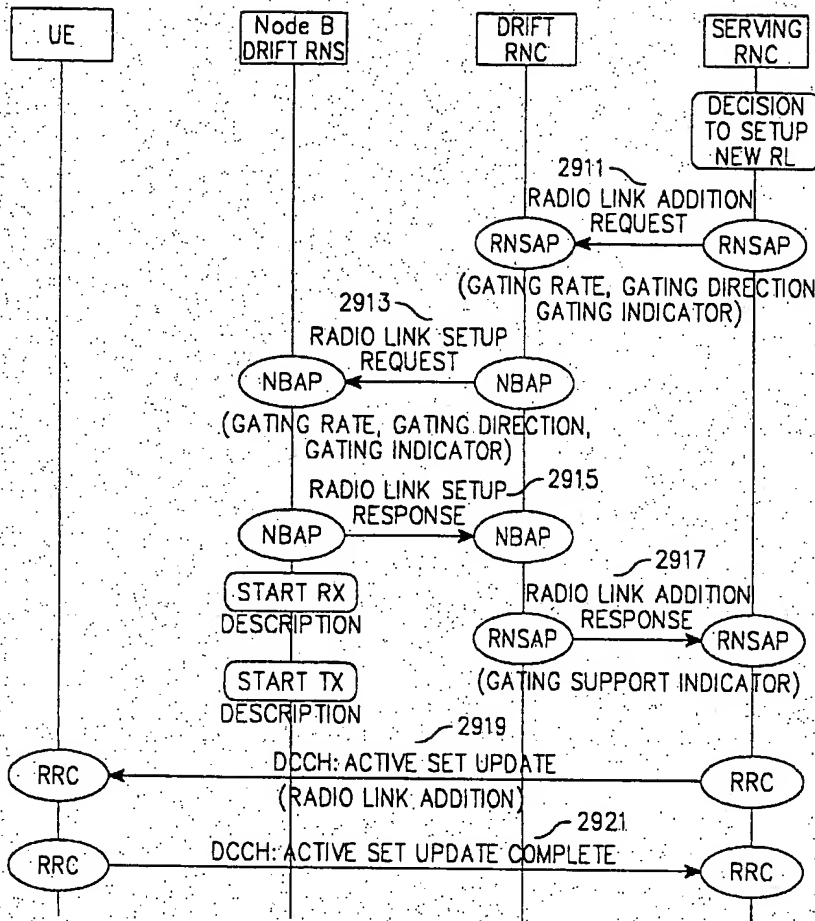 UE
Node B
DRIFT RNS
DRIFT
RNC
SERVING
RNC
DECISION
TO SETUP
NEW RL
2911
RADIO LINK ADDITION
REQUEST
RNSAP
RNSAP
(GATING RATE, GATING DIRECTION
GATING INDICATOR)
2913
RADIO LINK SETUP
REQUEST
NBAP
NBAP
(GATING RATE, GATING DIRECTION,
GATING INDICATOR)
RADIO LINK SETUP
2915
RESPONSE
NBAP
NBAP
START RX
DESCRIPTION
2917
RADIO LINK ADDITION
RESPONSE
RNSAP
RNSAP
(GATING SUPPORT INDICATOR)
START TX
DESCRIPTION
2919
DCCH: ACTIVE SET UPDATE
RRC
RRC
(RADIO LINK ADDITION)
2921
DCCH: ACTIVE SET UPDATE COMPLETE
RRC
RRC